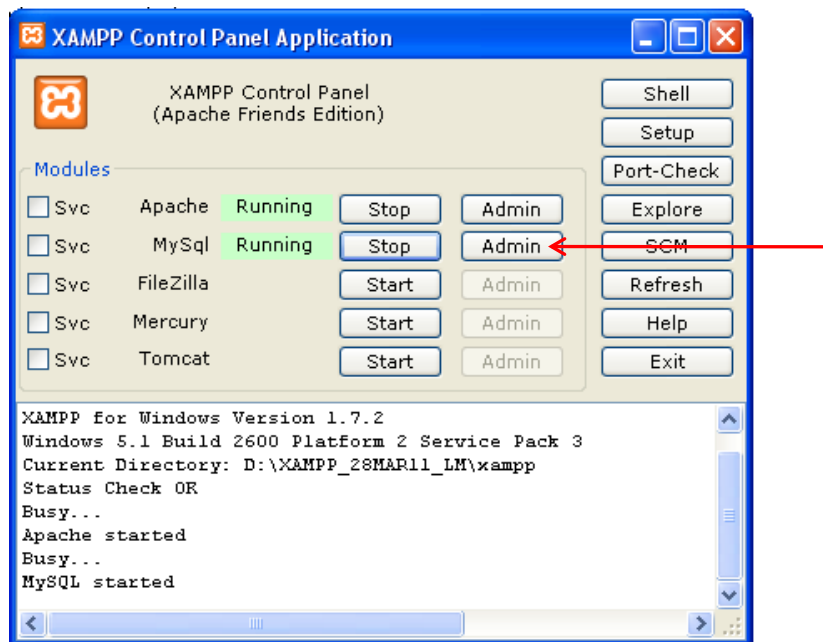 XAMPP Control Panel Application
XAMPP Control Panel
(Apache Friends Edition)
Shell
Setup
Port-Check
Explore
SCM
Refresh
Help
Exit
Modules
Svc Apache Running Stop Admin
Svc MySql Running Stop Admin
Svc FileZilla Start Admin
Svc Mercury Start Admin
Svc Tomcat Start Admin
XAMPP for Windows Version 1.7.2
Windows 5.1 Build 2600 Platform 2 Service Pack 3
Current Directory: D:\XAMPP_28MAR11_LM\xampp
Status Check OK
Busy...
Apache started
Busy...
MySQL started